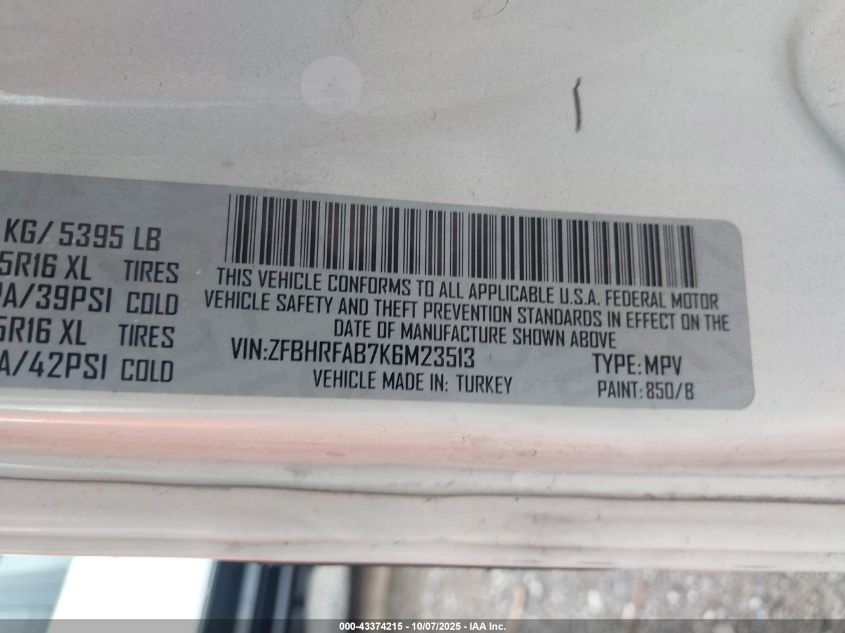 KG/ 5395 LB
5R16 XL TIRES
PA/39PSI COLD
5R16 XL TIRES
A/42PSI COLD
THIS VEHICLE CONFORMS TO ALL APPLICABLE U.S.A. FEDERAL MOTOR
VEHICLE SAFETY AND THEFT PREVENTION STANDARDS IN EFFECT ON THE
DATE OF MANUFACTURE SHOWN ABOVE
VIN:ZFBHRFAB7K6M23513 TYPE: MPV
VEHICLE MADE IN: TURKEY PAINT: 850/B
000-43374215 - 10/07/2025 - IAA Inc.